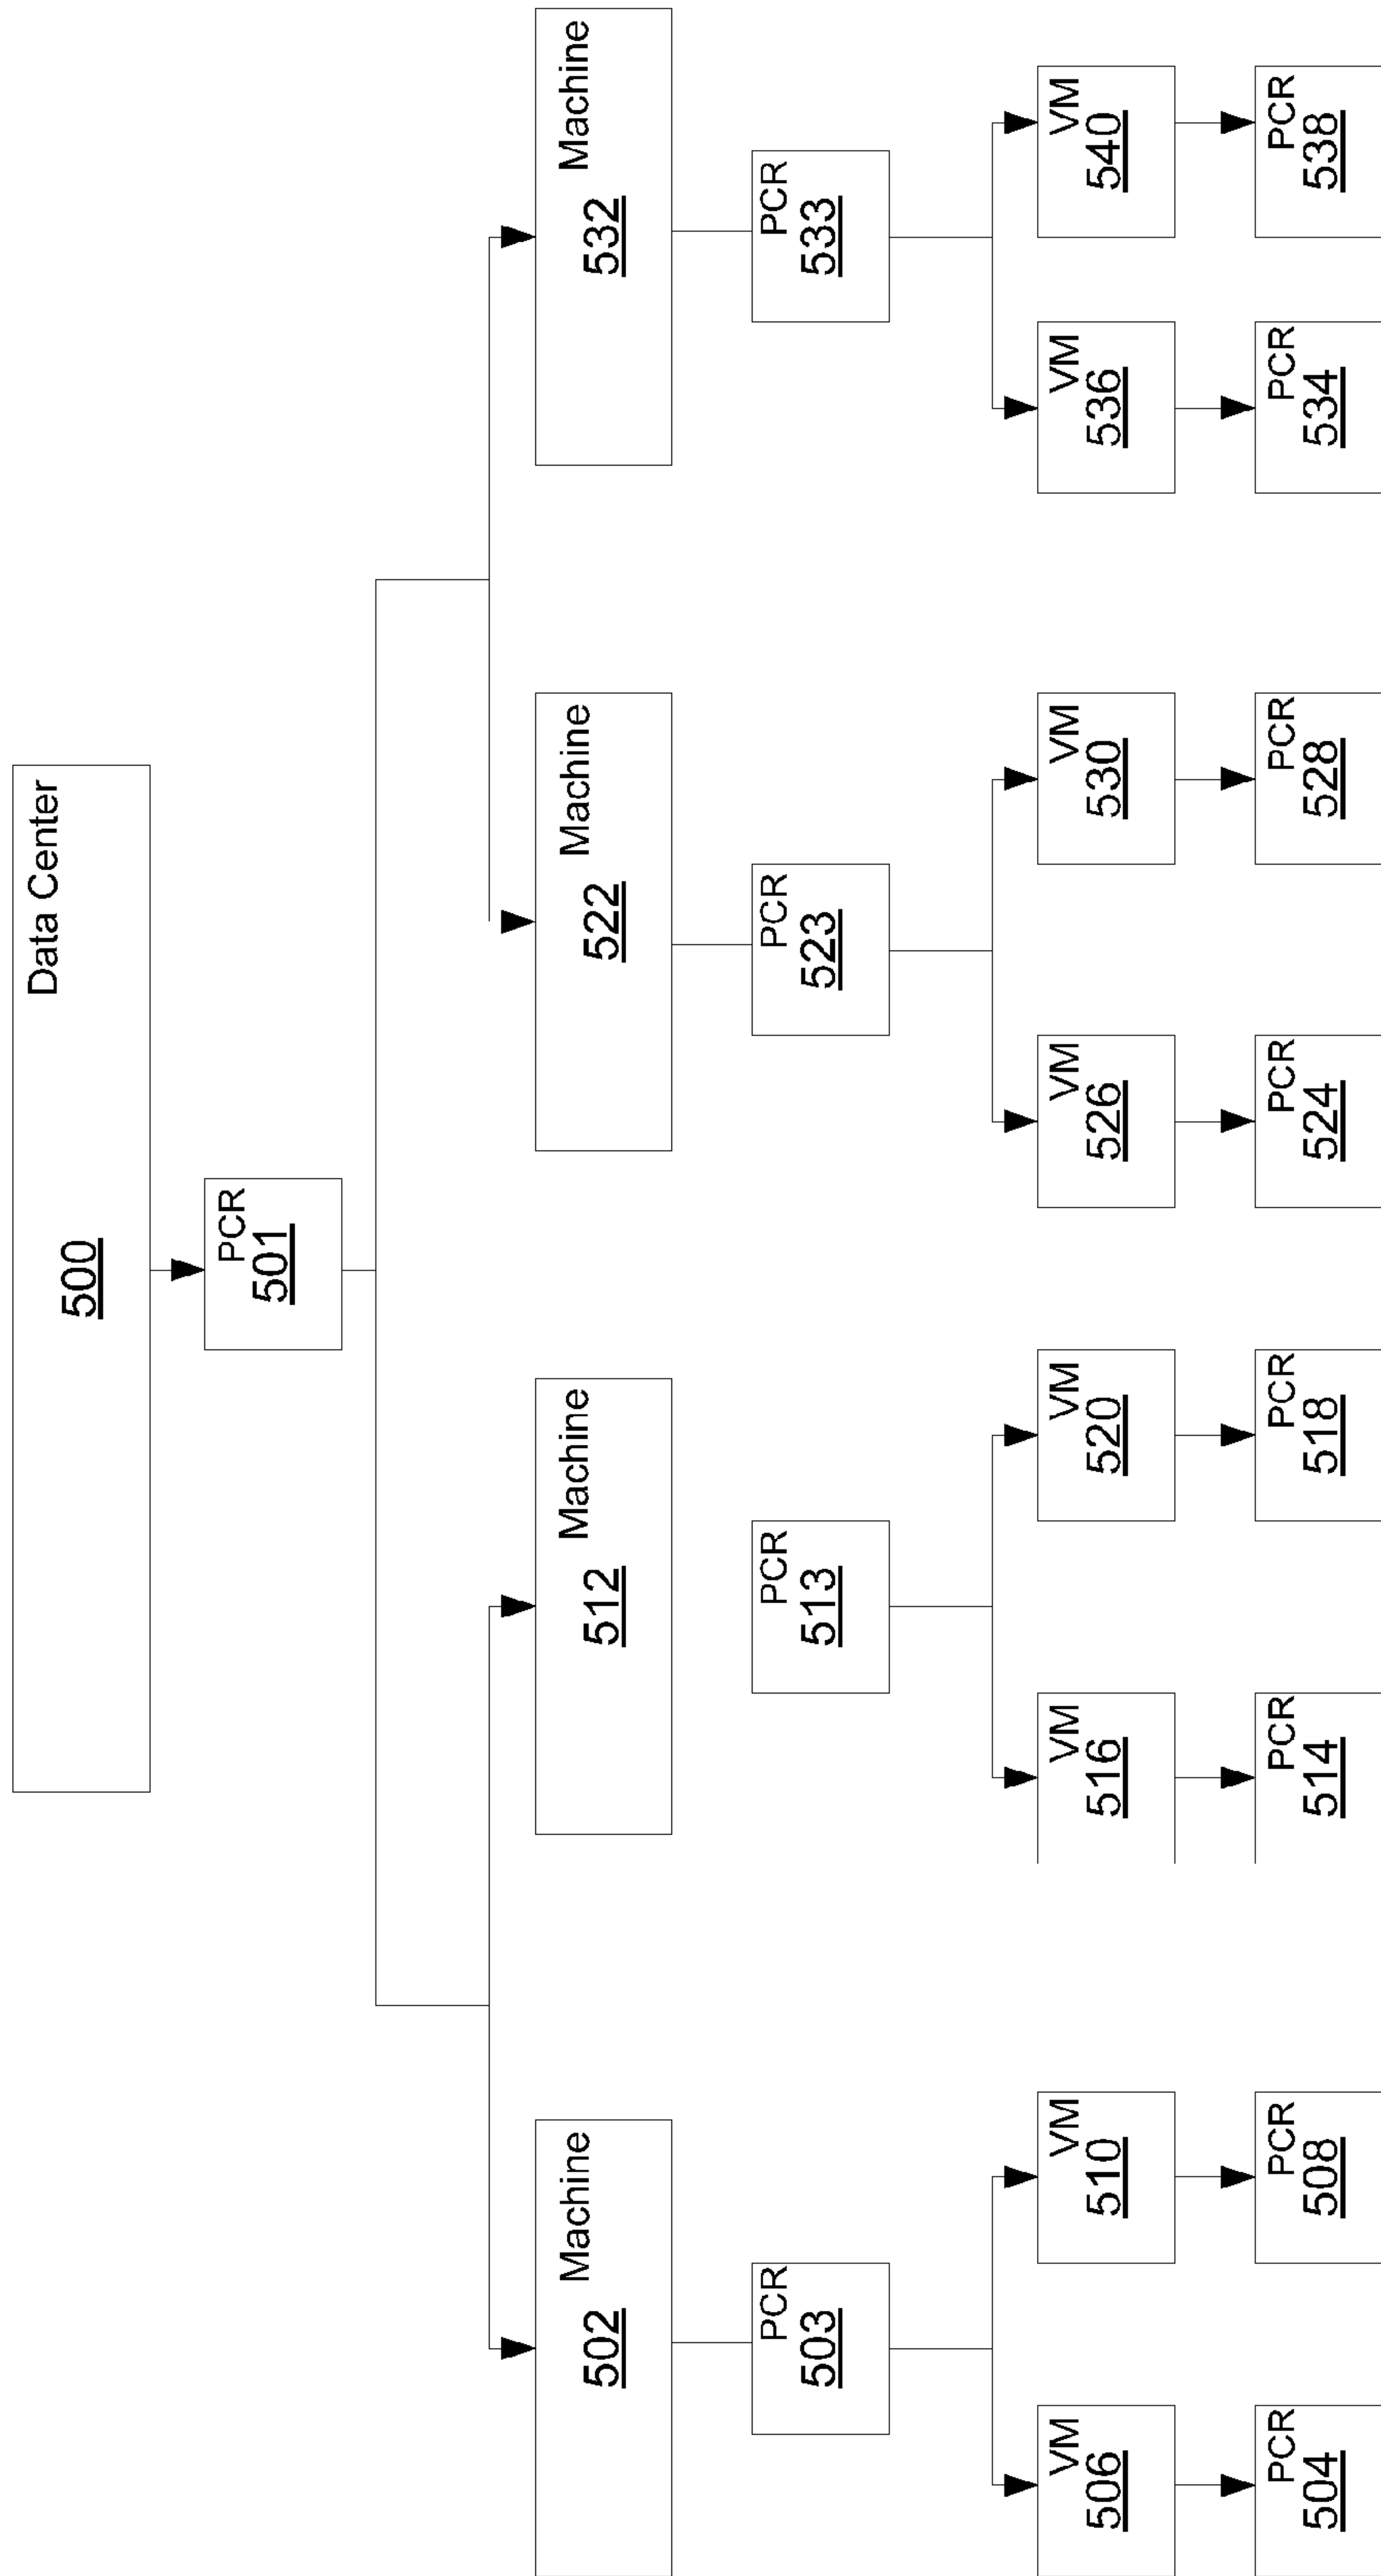 Data Center
500
PCR
501
Machine
502
Machine
512
Machine
522
Machine
532
PCR
503
PCR
513
PCR
523
PCR
533
VM
506
VM
510
VM
516
VM
520
VM
526
VM
530
VM
536
VM
540
PCR
504
PCR
508
PCR
514
PCR
518
PCR
524
PCR
528
PCR
534
PCR
538